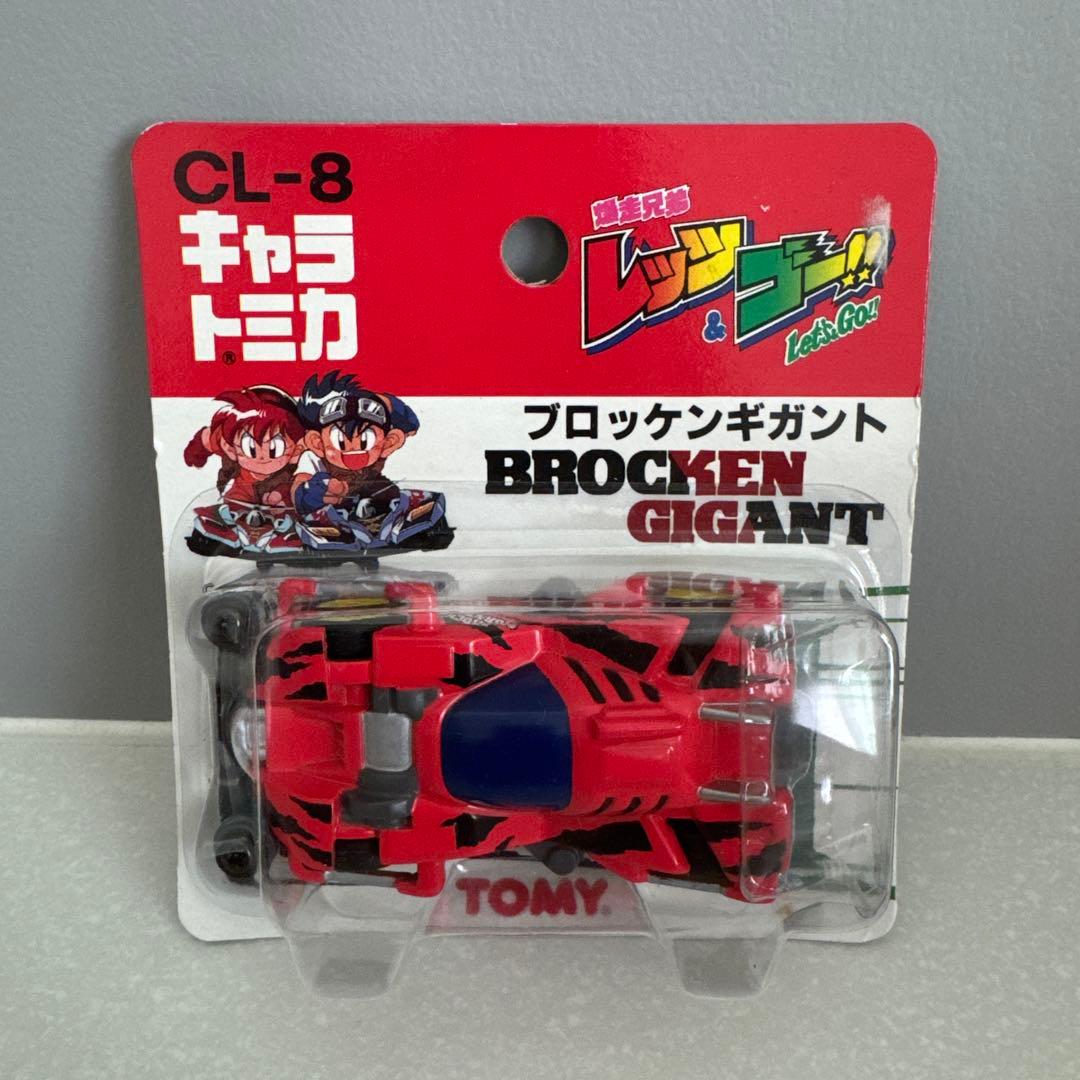 CL-8
キャラ
トミカ®
爆走兄弟
レッツ
&
ゴー!!
Let's&Go!!
ブロッケンギガント
BROCKEN
GIGANT
TOMY®